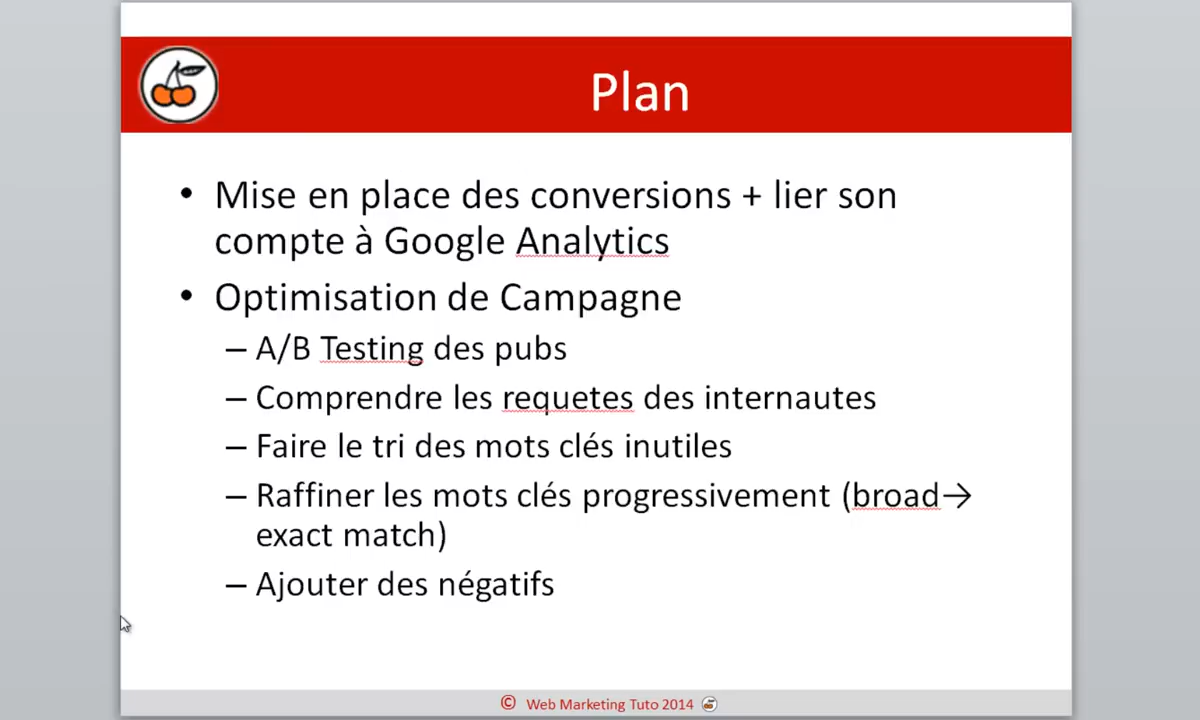 Plan
• Mise en place des conversions + lier son
compte à Google Analytics
• Optimisation de Campagne
– A/B Testing des pubs
– Comprendre les requetes des internautes
– Faire le tri des mots clés inutiles
– Raffiner les mots clés progressivement (broad→
exact match)
– Ajouter des négatifs
© Web Marketing Tuto 2014